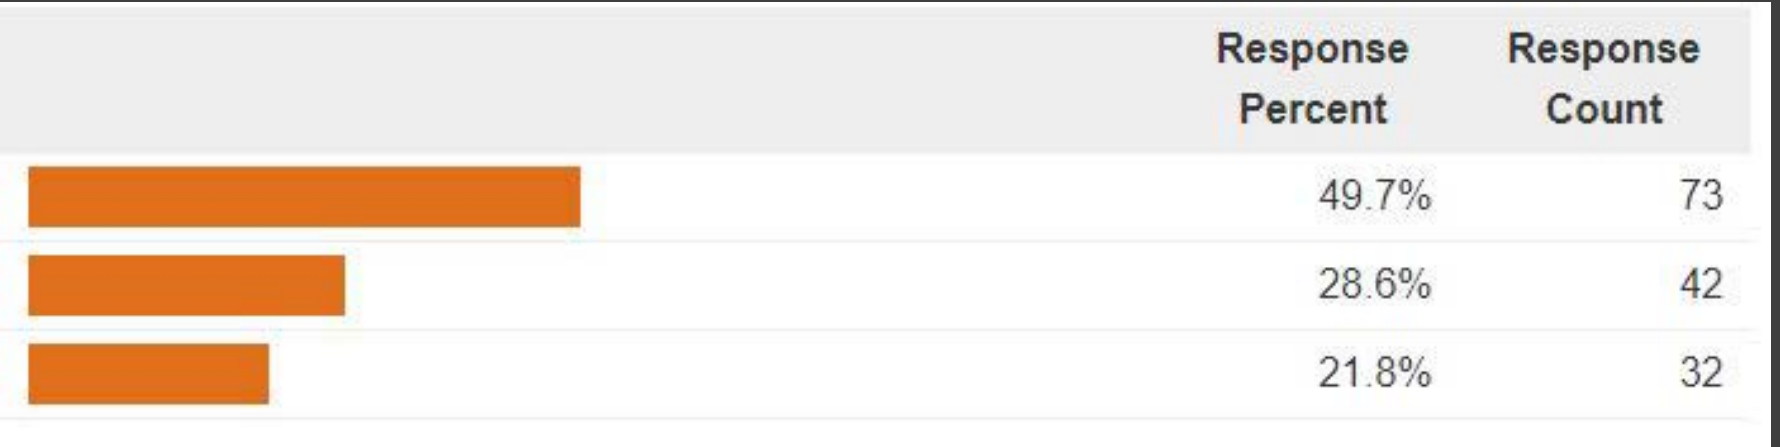 Response Response
Percent Count
49.7% 73
28.6% 42
21.8% 32